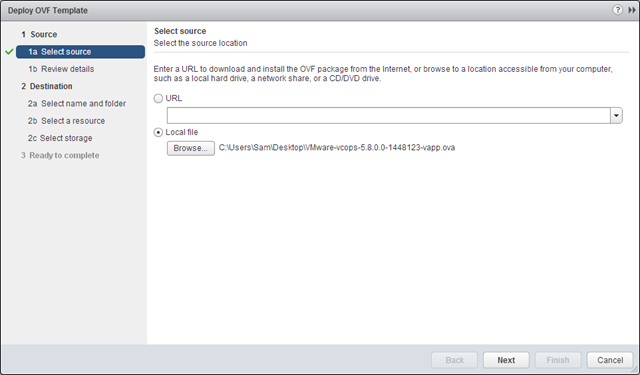 Deploy OVF Template
1 Source
1a Select source
1b Review details
2 Destination
2a Select name and folder
2b Select a resource
2c Select storage
3 Ready to complete
Select source
Select the source location
Enter a URL to download and install the OVF package from the Internet, or browse to a location accessible from your computer,
such as a local hard drive, a network share, or a CD/DVD drive.
URL
Local file
Browse... C:\Users\Sam\Desktop\VMware-vcops-5.8.0.0-1448123-vapp.ova
Back Next Finish Cancel